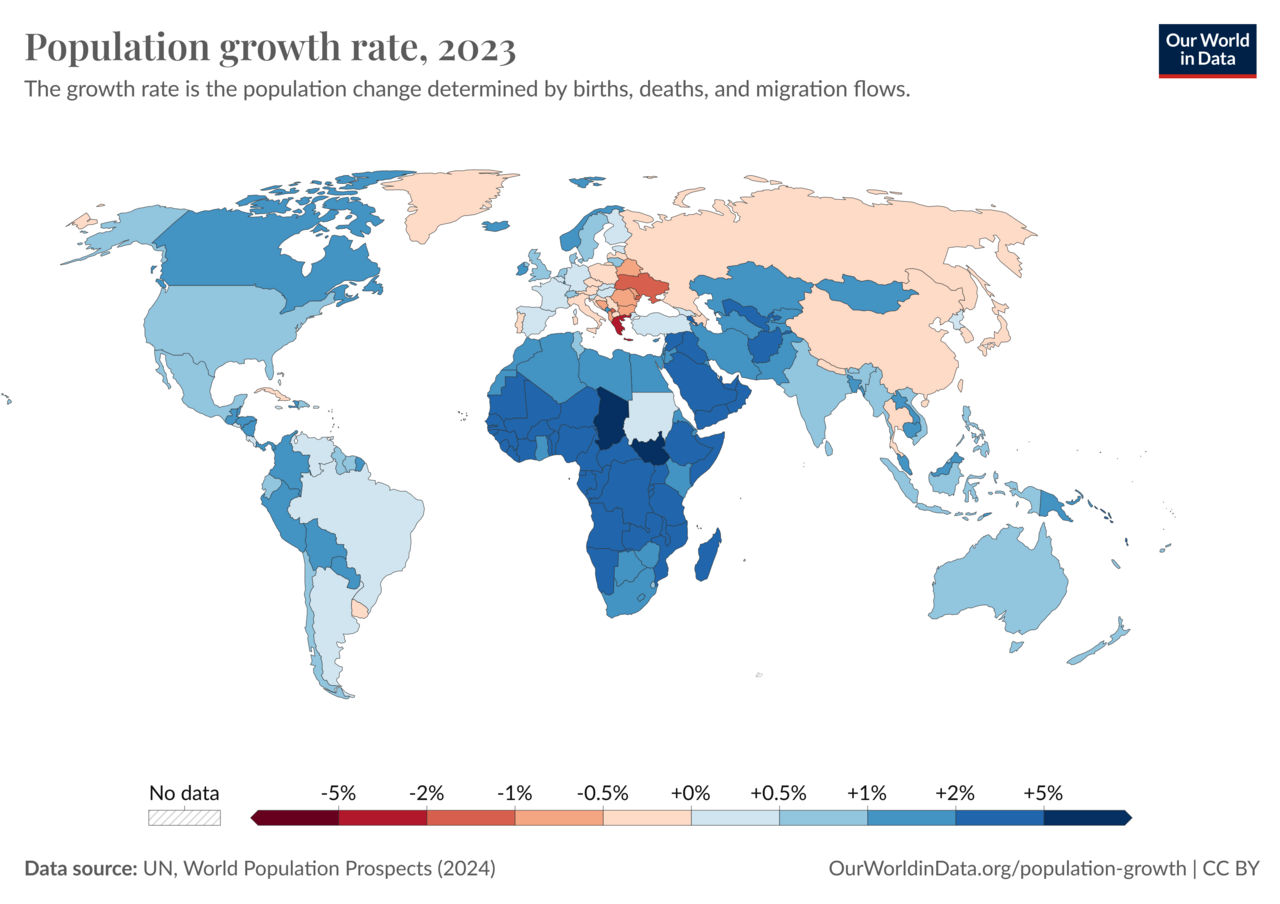 Population growth rate, 2023
Our World
in Data
The growth rate is the population change determined by births, deaths, and migration flows.
No data
-5%
-2%
-1%
-0.5%
+0%
+0.5%
+1%
+2%
+5%
Data source: UN, World Population Prospects (2024)
OurWorldinData.org/population-growth | CC BY